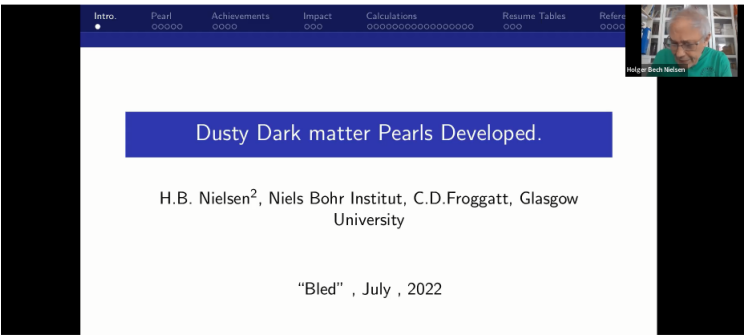 Intro. Pearl Achievements Impact Calculations Resume Tables Refere
Holger Bech Nielsen
Dusty Dark matter Pearls Developed.
H.B. Nielsen², Niels Bohr Institut, C.D.Froggatt, Glasgow
University
“Bled” , July , 2022